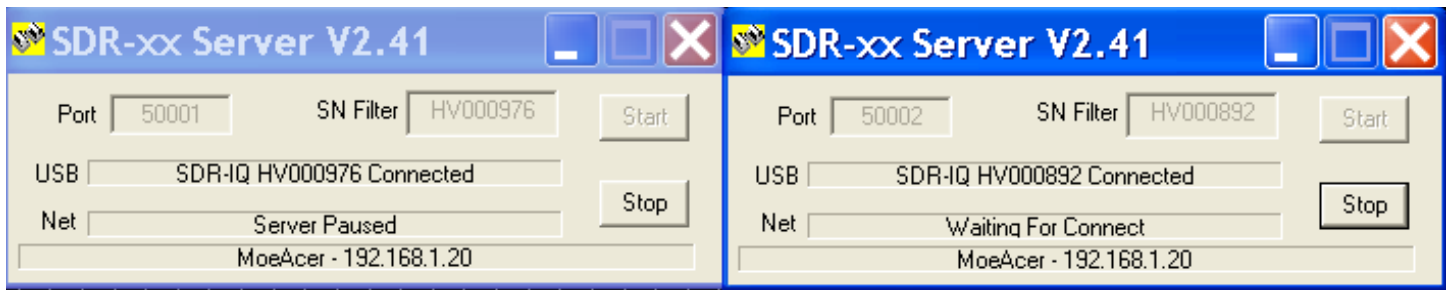 SDR-xx Server V2.41
Port 50001 SN Filter HV000976 Start
USB SDR-IQ HV000976 Connected
Stop
Net Server Paused
MoeAcer - 192.168.1.20
SDR-xx Server V2.41
Port 50002 SN Filter HV000892 Start
USB SDR-IQ HV000892 Connected
Stop
Net Waiting For Connect
MoeAcer - 192.168.1.20